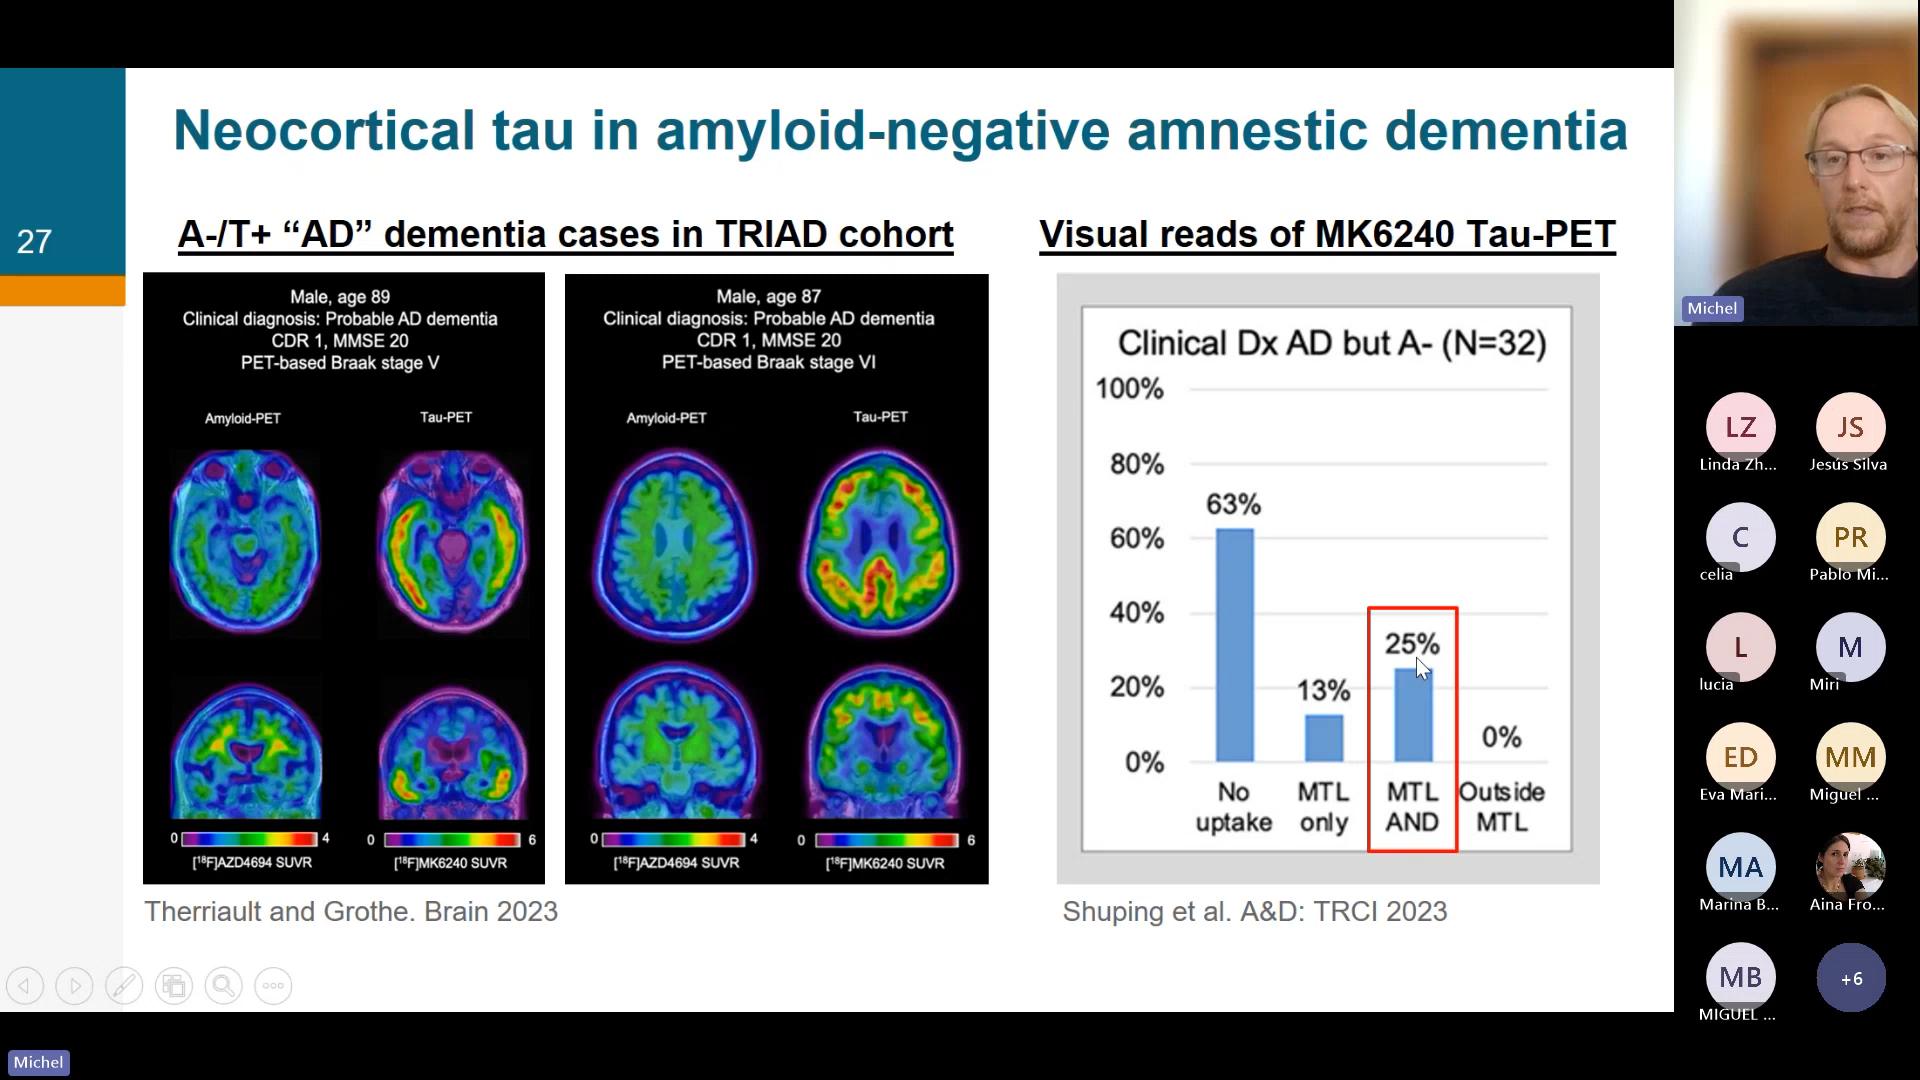 Neocortical tau in amyloid-negative amnestic dementia
27
A-/T+ “AD” dementia cases in TRIAD cohort
Male, age 89
Clinical diagnosis: Probable AD dementia
CDR 1, MMSE 20
PET-based Braak stage V
Amyloid-PET
Tau-PET
0
4
[¹⁸F]AZD4694 SUVR
0
6
[¹⁸F]MK6240 SUVR
Male, age 87
Clinical diagnosis: Probable AD dementia
CDR 1, MMSE 20
PET-based Braak stage VI
Amyloid-PET
Tau-PET
0
4
[¹⁸F]AZD4694 SUVR
0
6
[¹⁸F]MK6240 SUVR
Therriault and Grothe. Brain 2023
Visual reads of MK6240 Tau-PET
Clinical Dx AD but A- (N=32)
100%
80%
60%
40%
20%
0%
63%
13%
25%
0%
No
uptake
MTL
only
MTL
AND
Outside
MTL
Shuping et al. A&D: TRCI 2023
Michel
LZ
Linda Zh...
JS
Jesús Silva
C
celia
PR
Pablo Mi...
L
lucia
M
Miri
ED
Eva Mari...
MM
Miguel ...
MA
Marina B...
Aina Fro...
MB
MIGUEL ...
+6
Michel